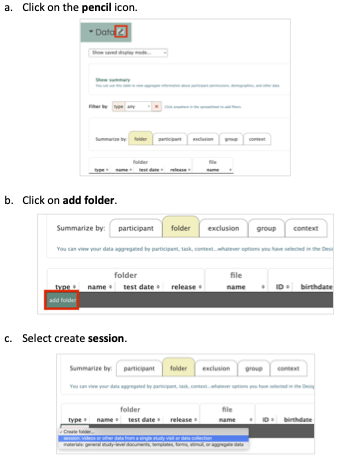 a. Click on the pencil icon.
Data
Show saved display mode...
Show summary
You can use this table to view aggregate information about participant permission, demographics, and other data
Filter by type any × Click anywhere in the spreadsheet to add filters
Summarize by: folder participant exclusion group context
folder file
type name test date release name
b. Click on add folder.
Summarize by: participant folder exclusion group context
You can view your data aggregated by participant, task, context...whatever options you have selected in the Desi
folder file
type name test date release name ID birthdate
add folder
c. Select create session.
Summarize by: participant folder exclusion group context
You can view your data aggregated by participant, task, context...whatever options you have selected in the Desig
folder file
type name test date release name ID birthdate
✓ Create folder...
session: videos or other data from a single study visit or data collection
materials: general study-level documents, templates, forms, stimuli, or aggregate data